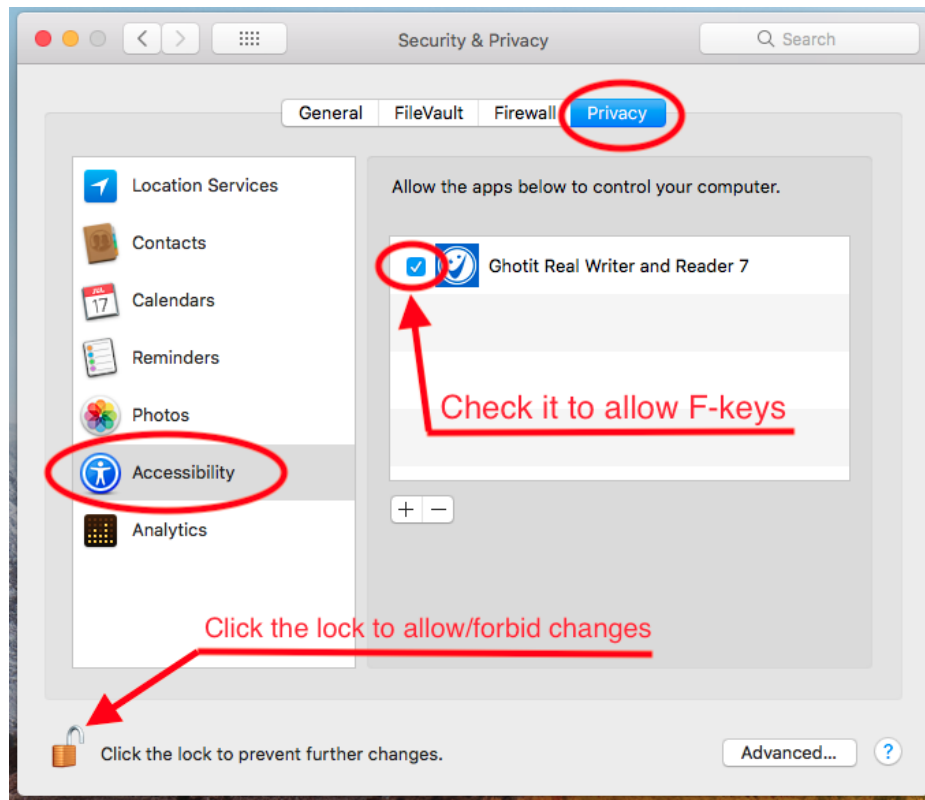 Security & Privacy
Search
General FileVault Firewall Privacy
Location Services
Contacts
JUL
17
Calendars
Reminders
Photos
Accessibility
Analytics
Allow the apps below to control your computer.
Ghotit Real Writer and Reader 7
Check it to allow F-keys
+ −
Click the lock to allow/forbid changes
Click the lock to prevent further changes.
Advanced...
?